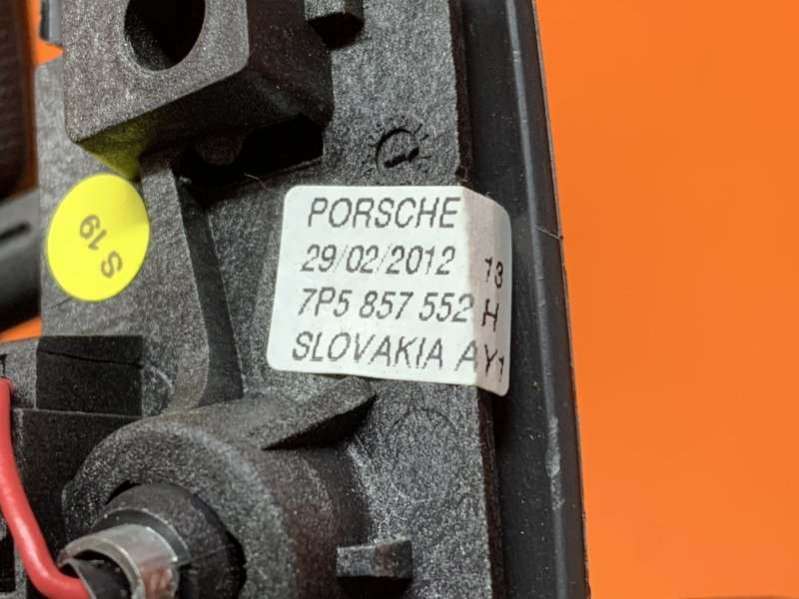 PORSCHE
29/02/2012 13
7P5 857 552 H
SLOVAKIA AY1
S 19